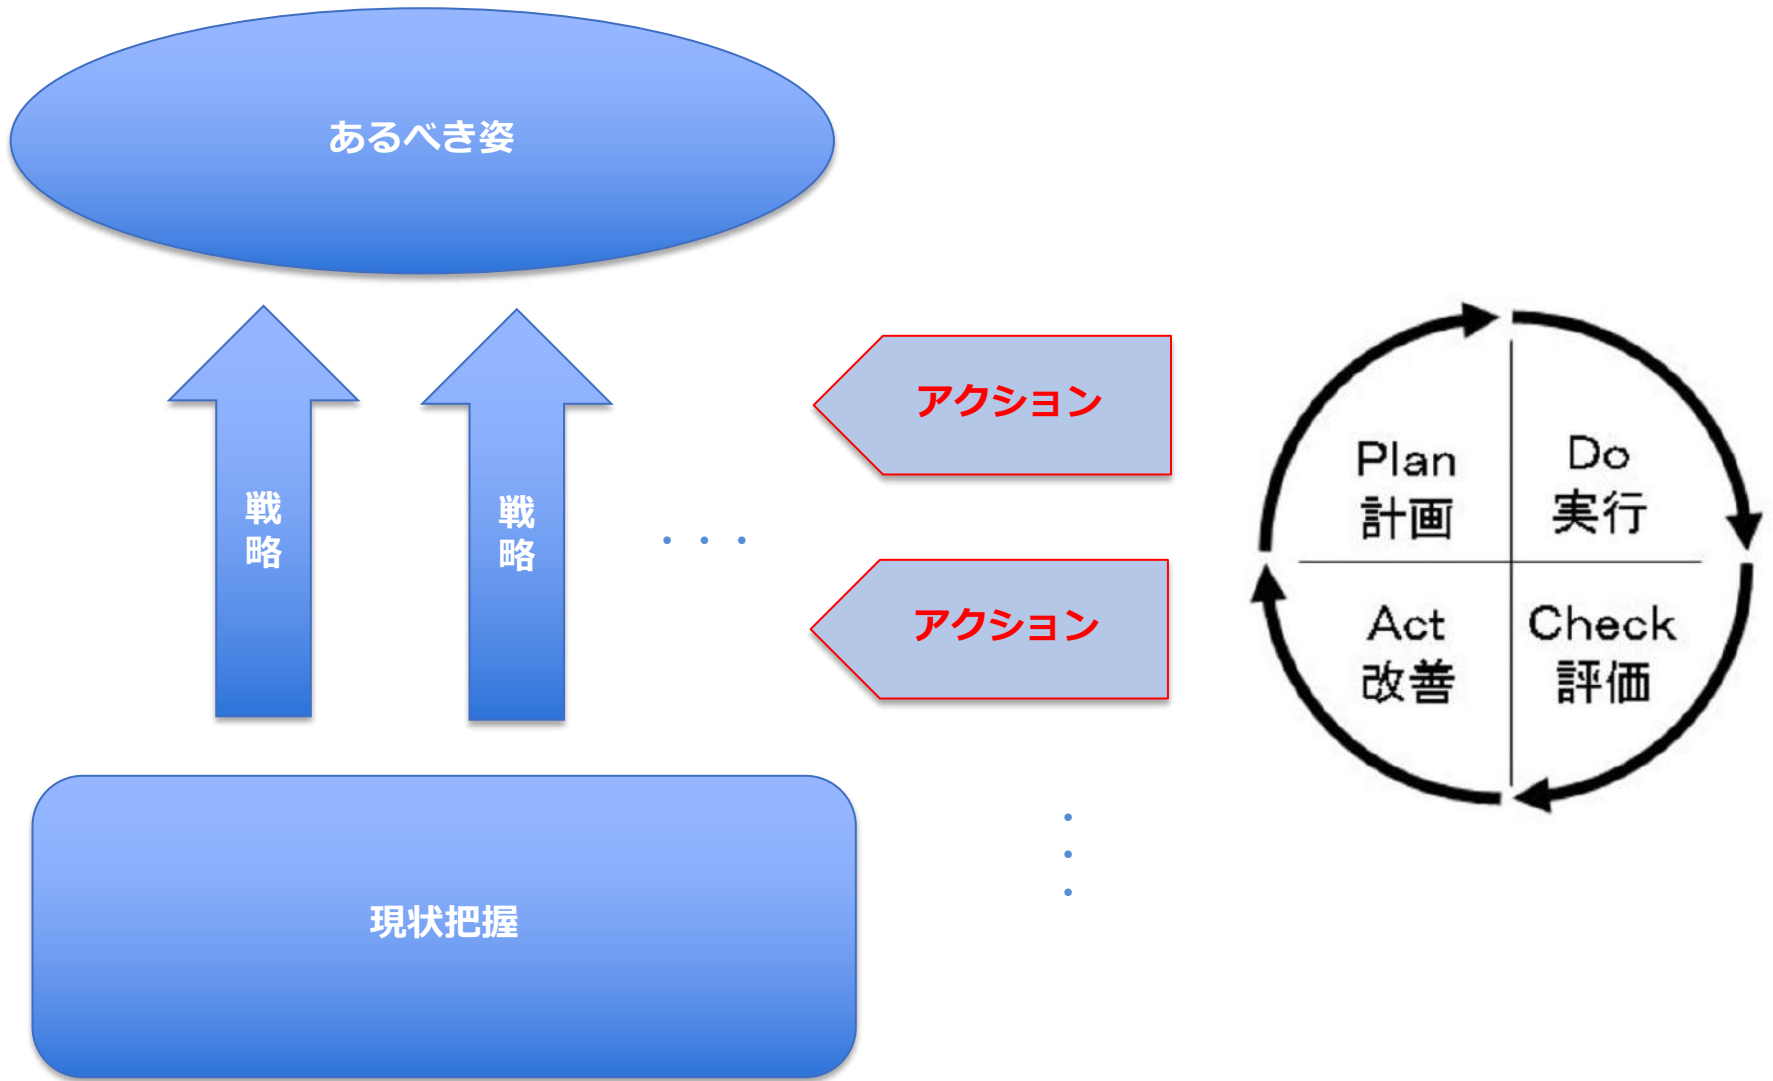 あるべき姿
戦略
戦略
・・・
アクション
アクション
・・・
現状把握
Plan
計画
Do
実行
Act
改善
Check
評価